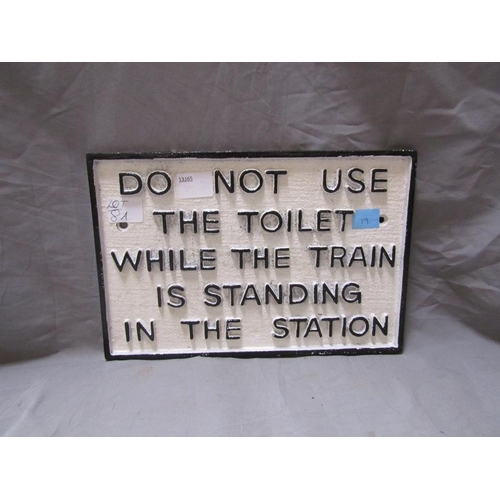 DO NOT USE
THE TOILET
WHILE THE TRAIN
IS STANDING
IN THE STATION